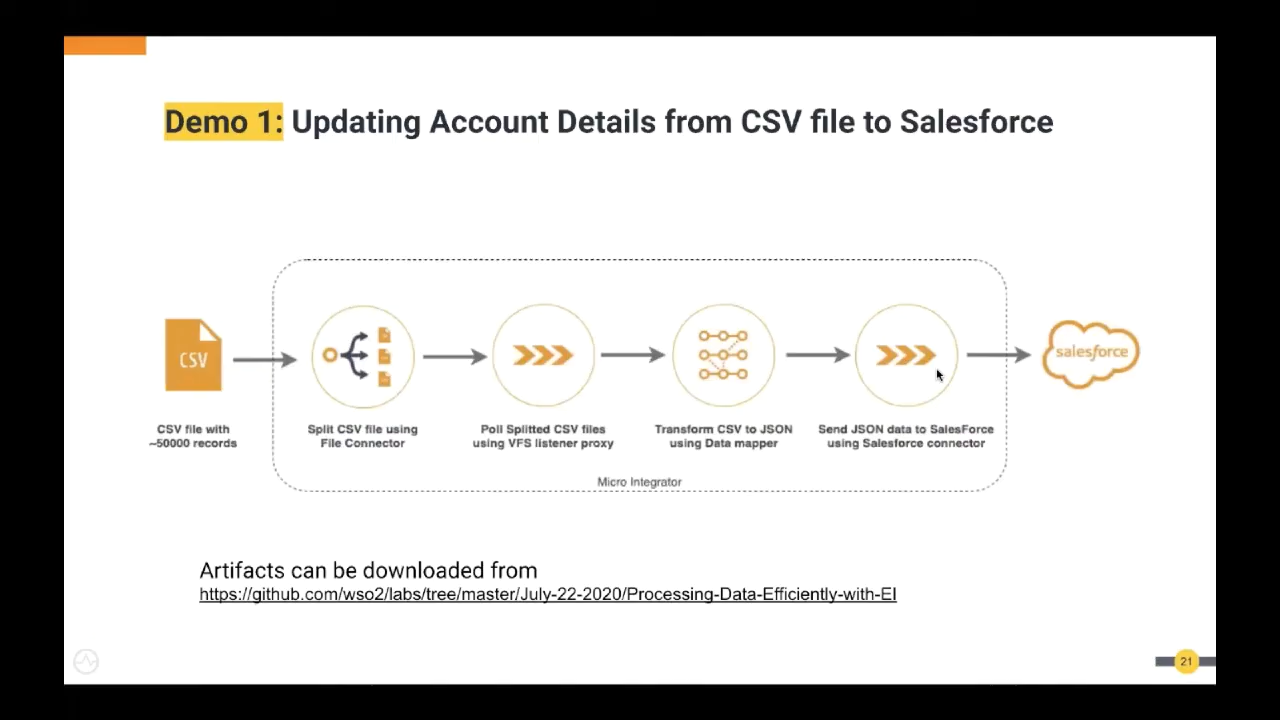 Demo 1: Updating Account Details from CSV file to Salesforce
CSV
salesforce
CSV file with
~50000 records
Split CSV file using
File Connector
Poll Splitted CSV files
using VFS listener proxy
Transform CSV to JSON
using Data mapper
Send JSON data to SalesForce
using Salesforce connector
Micro Integrator
Artifacts can be downloaded from
https://github.com/wso2/labs/tree/master/July-22-2020/Processing-Data-Efficiently-with-EI
21